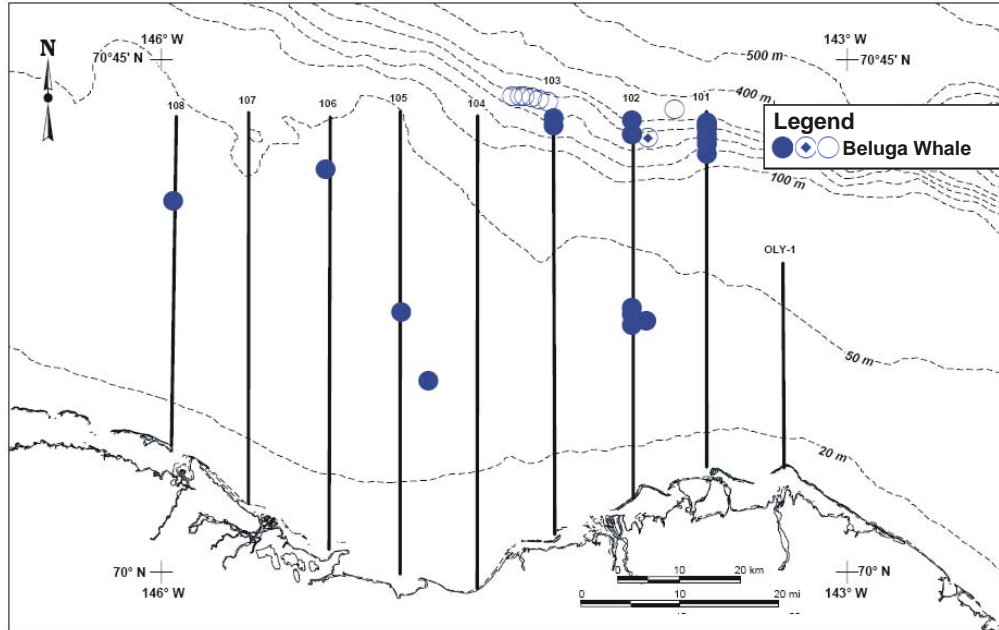 N
146° W
70°45' N
143° W
70°45' N
500 m
400 m
103
108
107
106
105
104
102
101
Legend
Beluga Whale
100 m
OLY-1
50 m
20 m
70° N
146° W
0 10 20 km
0 10 20 mi
70° N
143° W